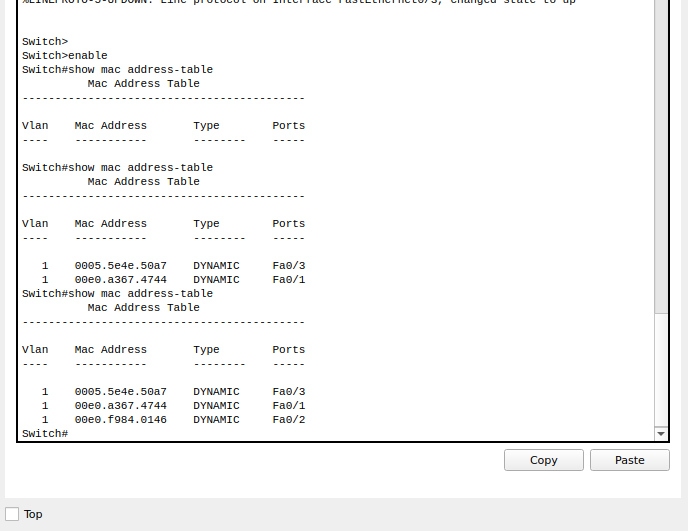 %LINEPROTO-5-UPDOWN: Line protocol on Interface FastEthernet0/3, changed state to up
Switch>
Switch>enable
Switch#show mac address-table
Mac Address Table
-------------------------------------------
Vlan    Mac Address       Type        Ports
----    -----------       --------    -----
Switch#show mac address-table
Mac Address Table
-------------------------------------------
Vlan    Mac Address       Type        Ports
----    -----------       --------    -----
1    0005.5e4e.50a7    DYNAMIC     Fa0/3
1    00e0.a367.4744    DYNAMIC     Fa0/1
Switch#show mac address-table
Mac Address Table
-------------------------------------------
Vlan    Mac Address       Type        Ports
----    -----------       --------    -----
1    0005.5e4e.50a7    DYNAMIC     Fa0/3
1    00e0.a367.4744    DYNAMIC     Fa0/1
1    00e0.f984.0146    DYNAMIC     Fa0/2
Switch#
Copy Paste
Top